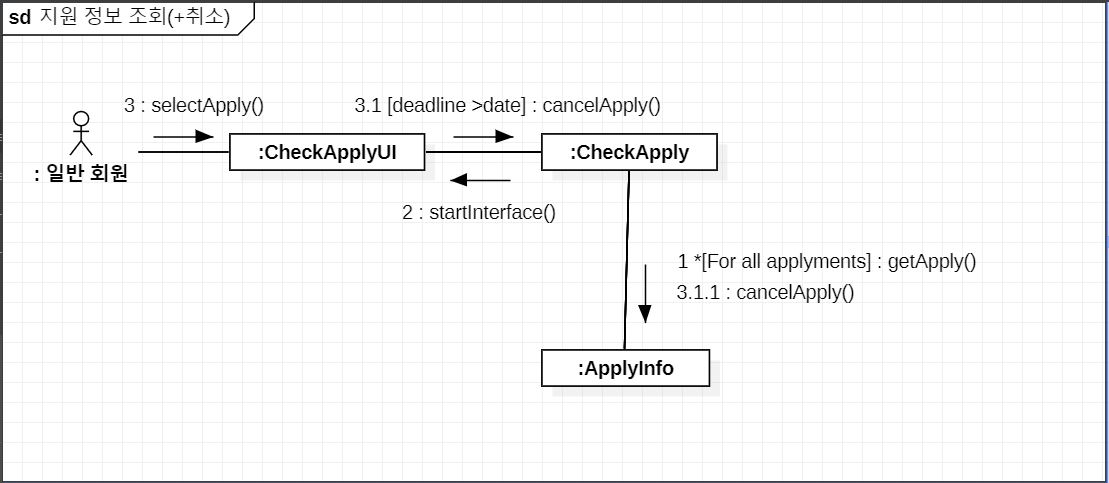 sd 지원 정보 조회(+취소)
3 : selectApply()
3.1 [deadline >date] : cancelApply()
:CheckApplyUI
:CheckApply
: 일반 회원
2 : startInterface()
1 *[For all applyments] : getApply()
3.1.1 : cancelApply()
:ApplyInfo